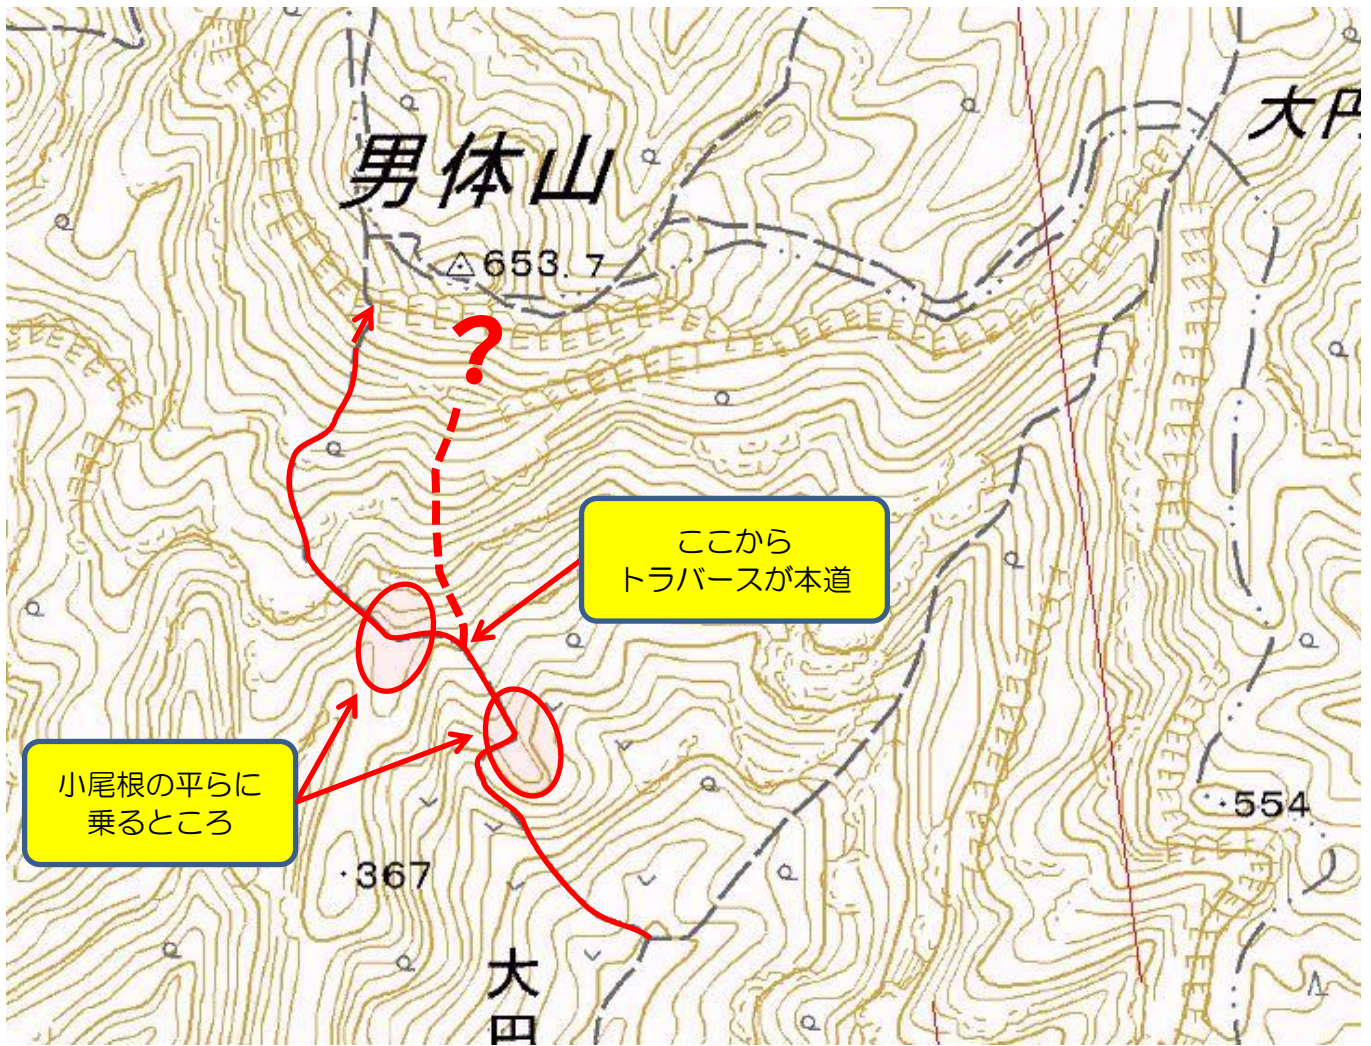 大円
男体山
653.7
?
ここから
トラバースが本道
小尾根の平らに
乗るところ
554
367
大
円